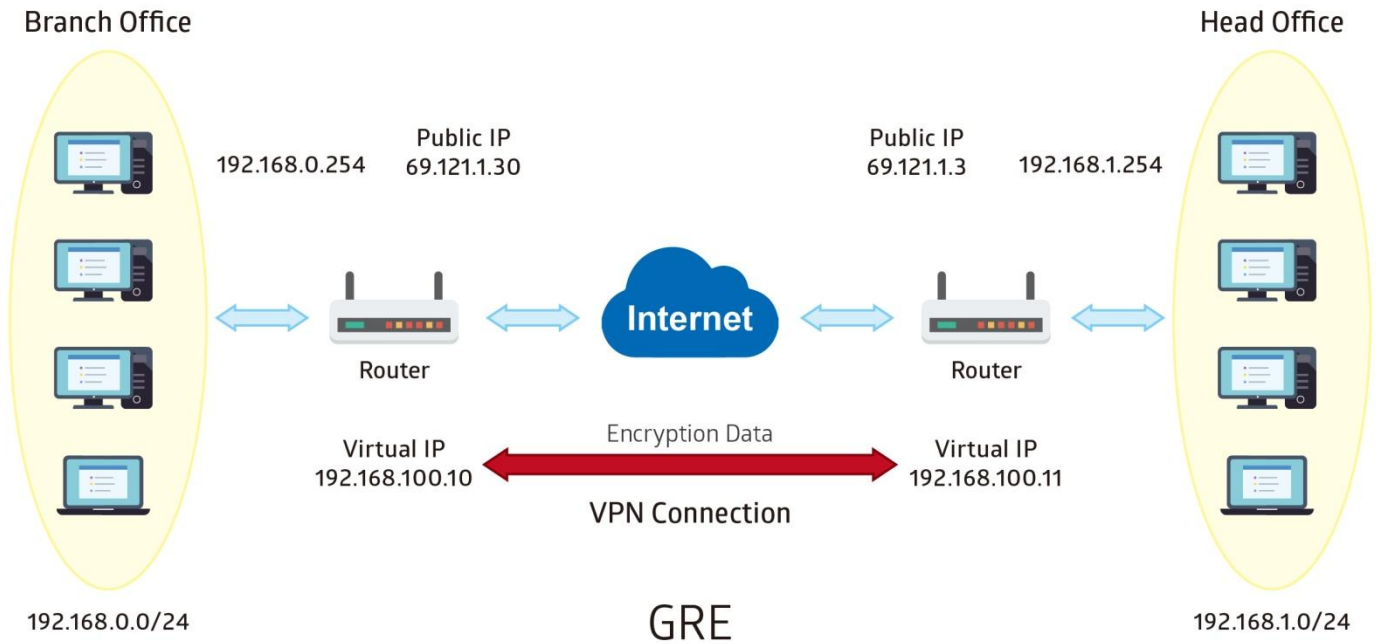 Branch Office
Head Office
Public IP
69.121.1.30
192.168.0.254
Public IP
69.121.1.3
192.168.1.254
Internet
Router
Router
Encryption Data
Virtual IP
192.168.100.10
Virtual IP
192.168.100.11
VPN Connection
192.168.0.0/24
GRE
192.168.1.0/24